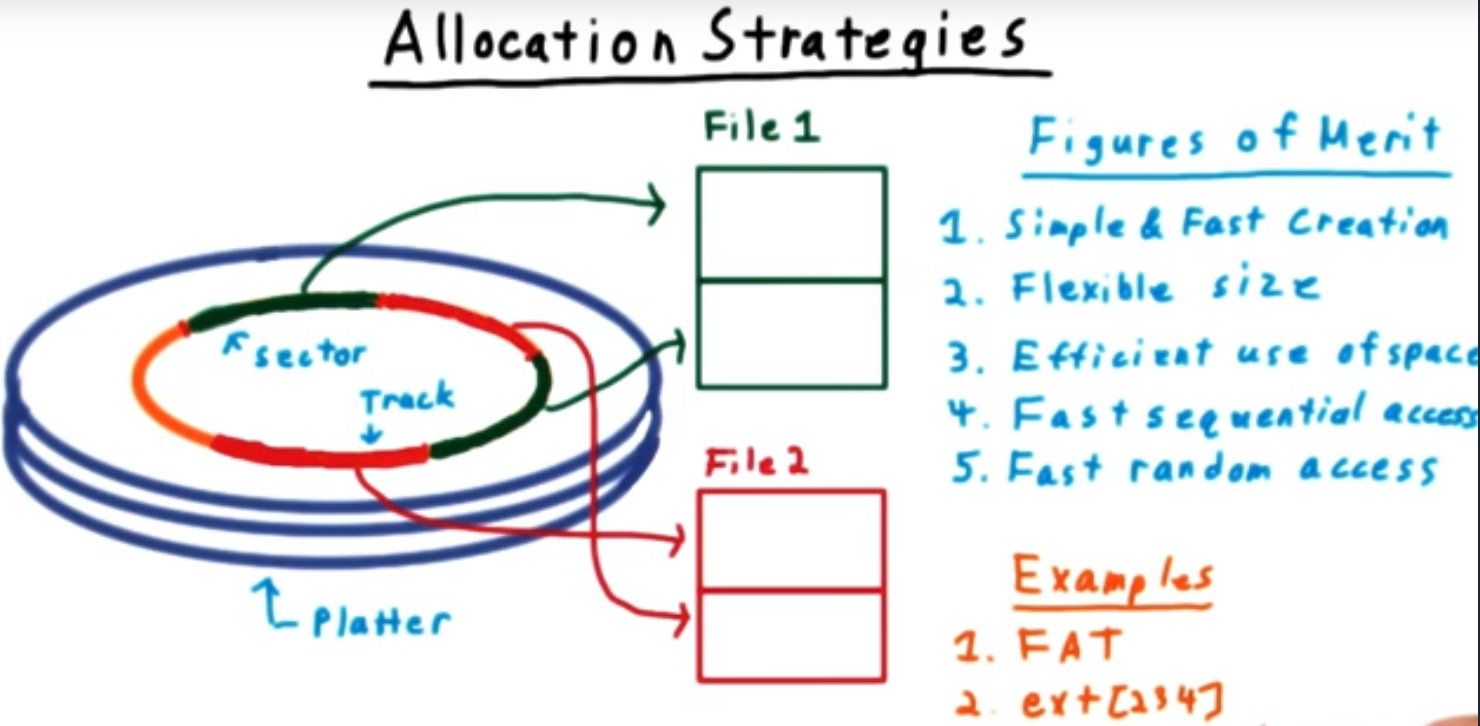 Allocation Strategies
File 1
File 2
sector
Track
Platter
Figures of Merit
1. Simple & Fast Creation
2. Flexible size
3. Efficient use of space
4. Fast sequential access
5. Fast random access
Examples
1. FAT
2. ext[234]